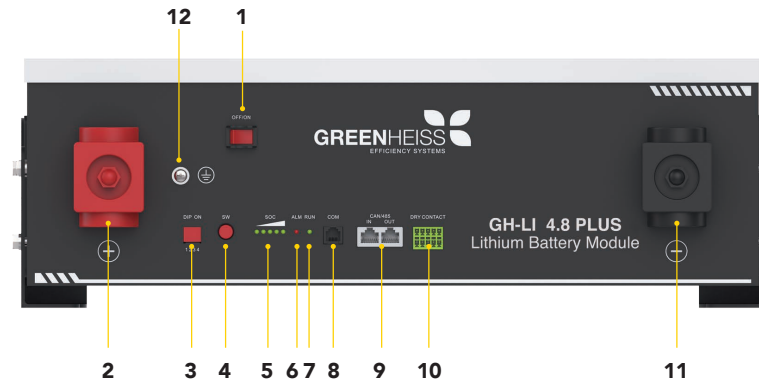 12 1
OFF/ON
GREENHEISS
EFFICIENCY SYSTEMS
DIP ON SW SOC ALM RUN COM CAN/485 DRY CONTACT
IN OUT
GH-LI 4.8 PLUS
Lithium Battery Module
2 3 4 5 6 7 8 9 10 11